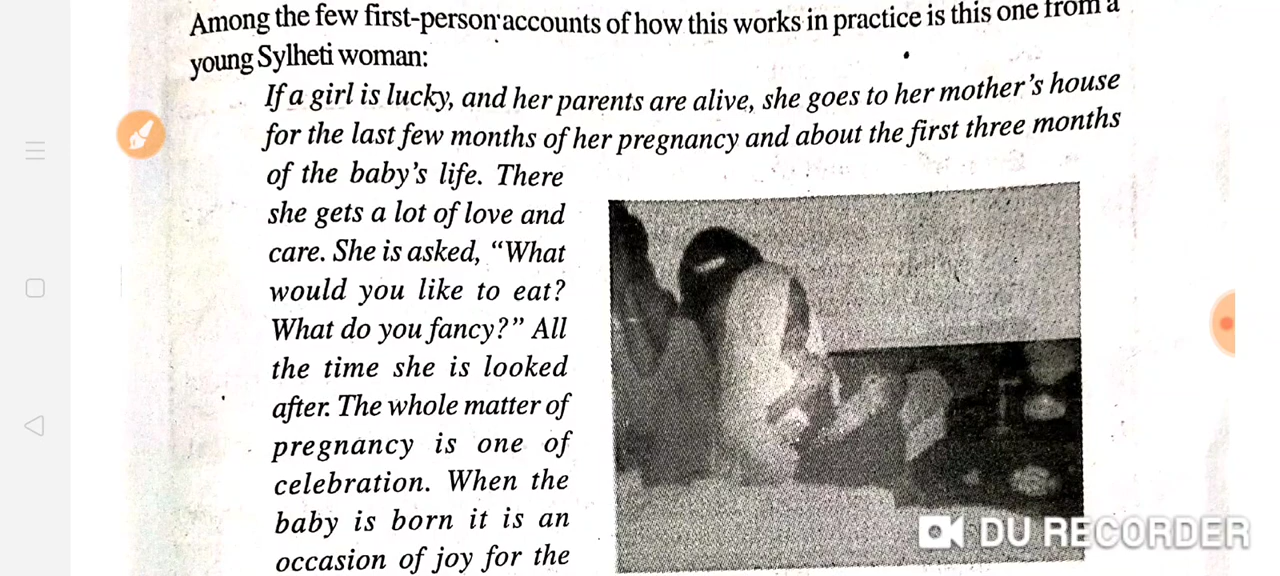 Among the few first-person accounts of how this works in practice is this one from a
young Sylheti woman:
If a girl is lucky, and her parents are alive, she goes to her mother's house
for the last few months of her pregnancy and about the first three months
of the baby's life. There
she gets a lot of love and
care. She is asked, “What
would you like to eat?
What do you fancy?” All
the time she is looked
after. The whole matter of
pregnancy is one of
celebration. When the
baby is born it is an
occasion of joy for the
DU RECORDER